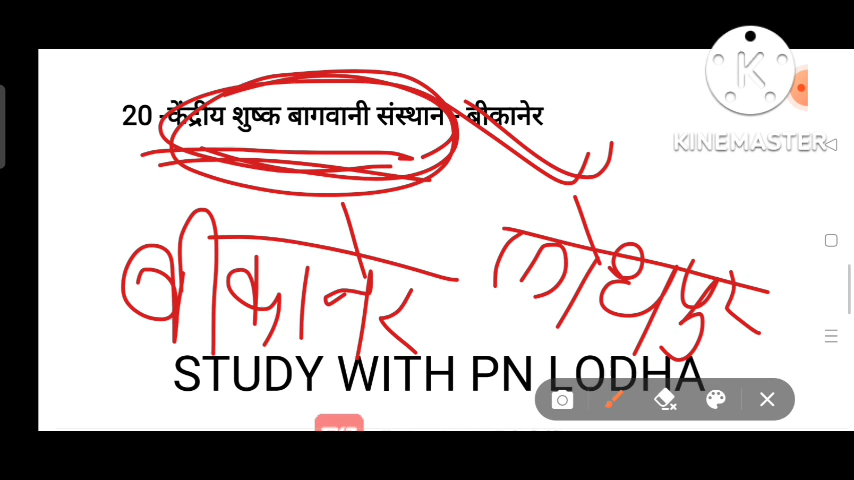 20 -केंद्रीय शुष्क बागवानी संस्थान - बीकानेर
KINEMASTER
बीकानेर जोधपुर
STUDY WITH PN LODHA